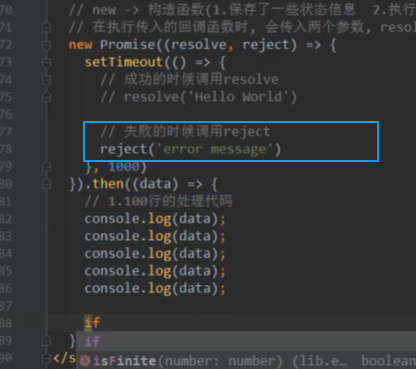 70 // new -> 构造函数(1.保存了一些状态信息 2.执行
71 // 在执行传入的回调函数时, 会传入两个参数, reso
72 new Promise((resolve, reject) => {
73 setTimeout(() => {
74 // 成功的时候调用resolve
75 // resolve('Hello World')
76
77 // 失败的时候调用reject
78 reject('error message')
79 }, 1000)
80 }).then((data) => {
81 // 1.100行的处理代码
82 console.log(data);
83 console.log(data);
84 console.log(data);
85 console.log(data);
86 console.log(data);
87
88 if
89 } if
90 </s isFinite(number: number) (lib.e… boolean